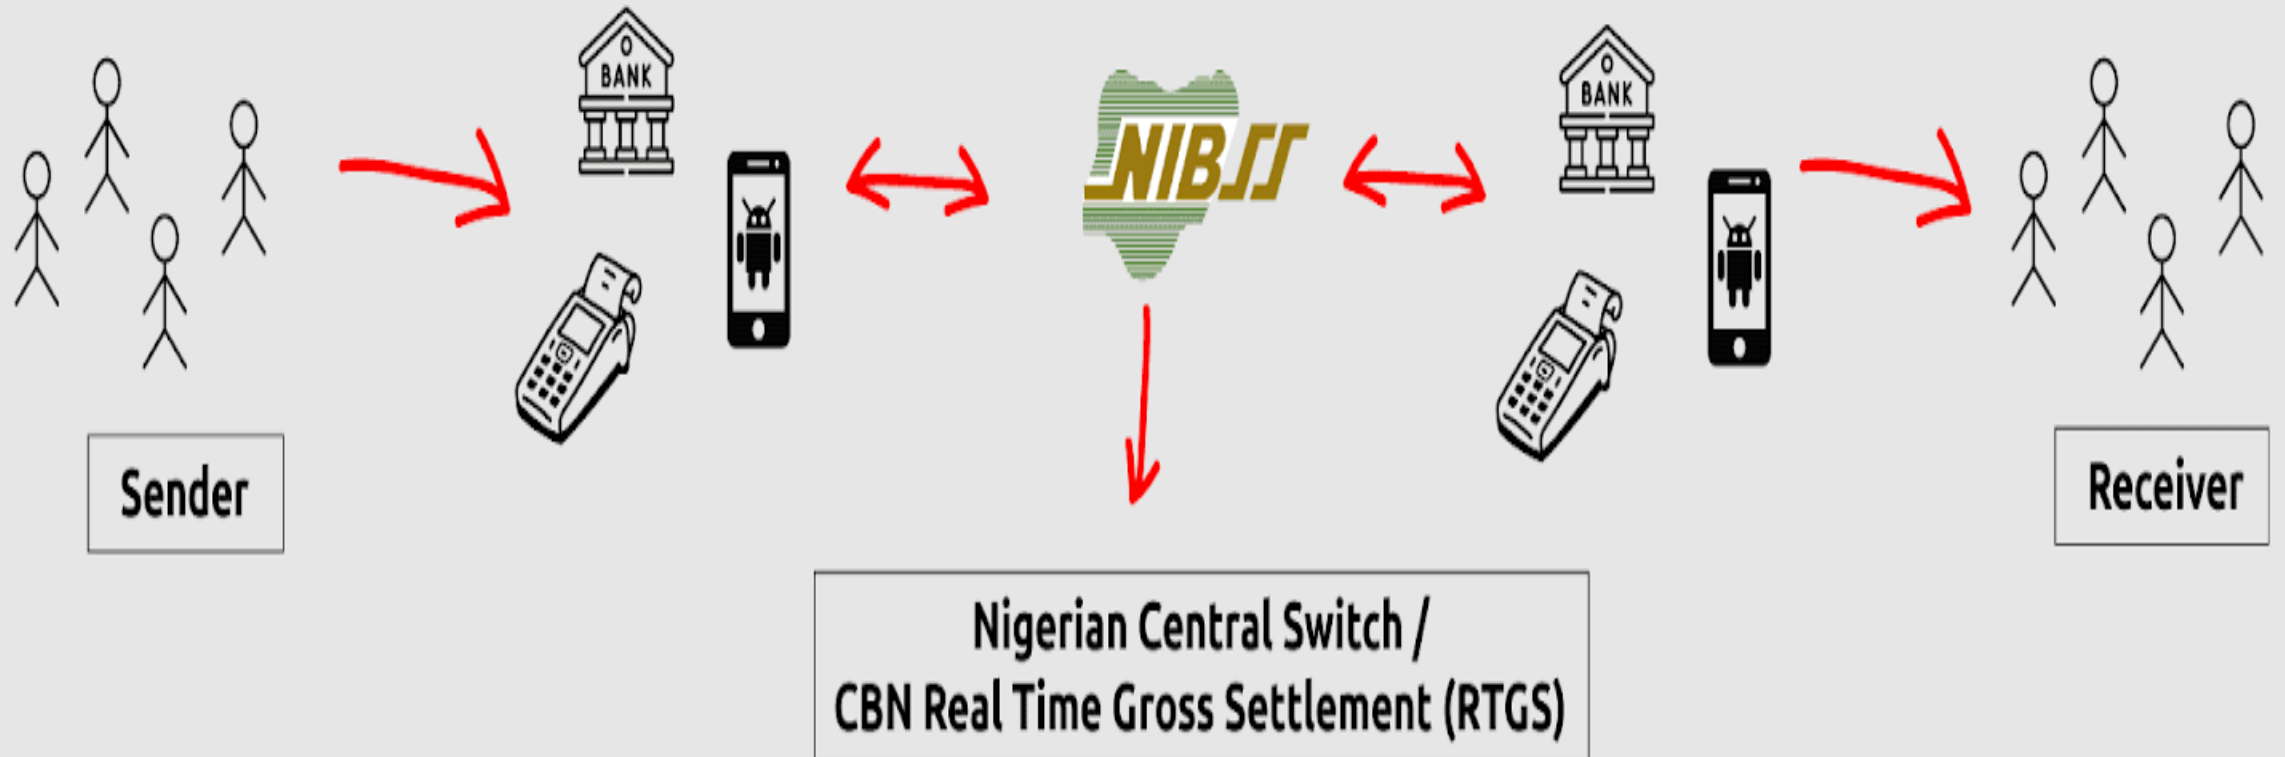 BANK
NIBSS
BANK
Sender
Receiver
Nigerian Central Switch /
CBN Real Time Gross Settlement (RTGS)